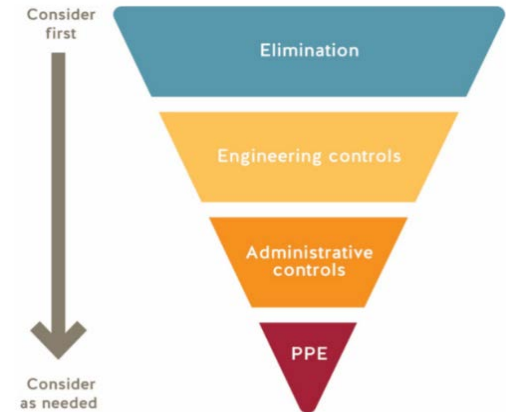 Consider
first
Elimination
Engineering controls
Administrative
controls
PPE
Consider
as needed